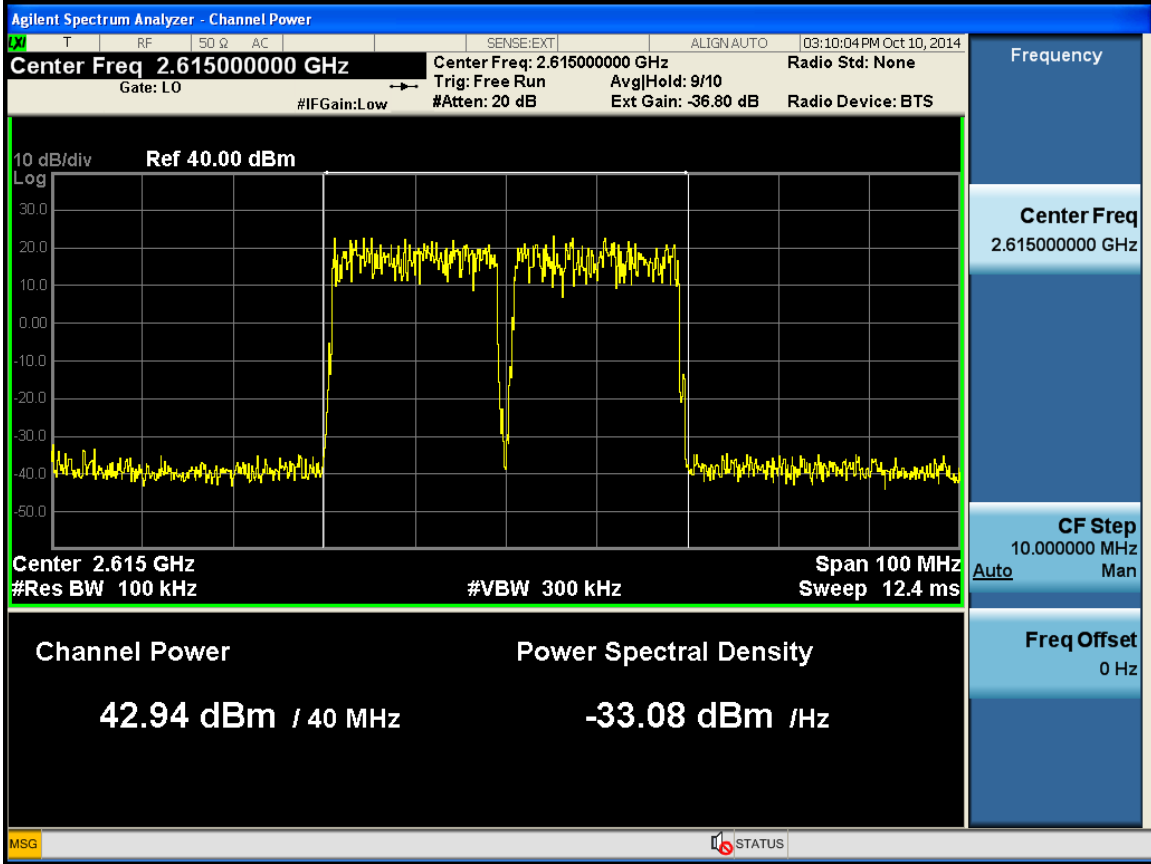 Agilent Spectrum Analyzer - Channel Power
LXI T RF 50 Ω AC SENSE:EXT ALIGN AUTO 03:10:04 PM Oct 10, 2014
Center Freq 2.615000000 GHz
Gate: LO
#IFGain:Low
Center Freq: 2.615000000 GHz Radio Std: None
Trig: Free Run Avg|Hold: 9/10
#Atten: 20 dB Ext Gain: -36.80 dB Radio Device: BTS
10 dB/div Ref 40.00 dBm
Log
30.0
20.0
10.0
0.00
-10.0
-20.0
-30.0
-40.0
-50.0
Center 2.615 GHz Span 100 MHz
#Res BW 100 kHz #VBW 300 kHz Sweep 12.4 ms
Channel Power Power Spectral Density
42.94 dBm / 40 MHz -33.08 dBm /Hz
Frequency
Center Freq
2.615000000 GHz
CF Step
10.000000 MHz
Auto Man
Freq Offset
0 Hz
MSG STATUS